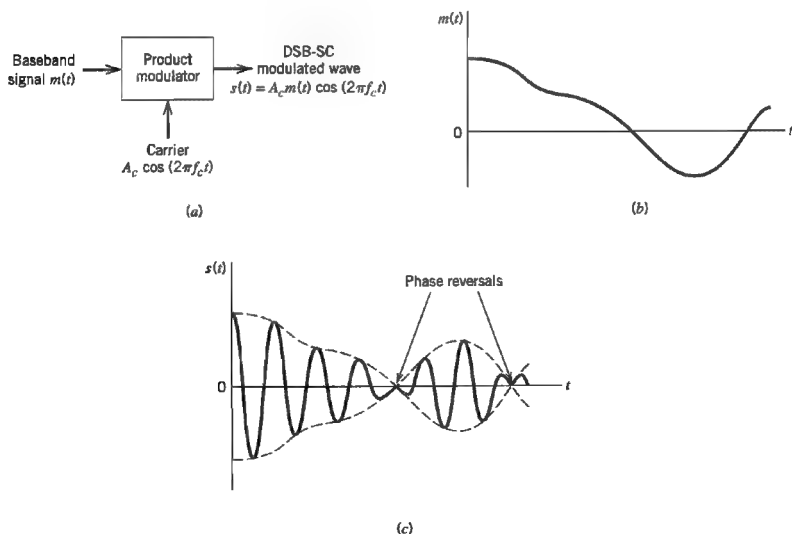 Baseband
signal m(t)
Product
modulator
DSB-SC
modulated wave
s(t) = A_c m(t) cos (2πf_c t)
Carrier
A_c cos (2πf_c t)
(a)
m(t)
0
t
(b)
s(t)
Phase reversals
0
t
(c)